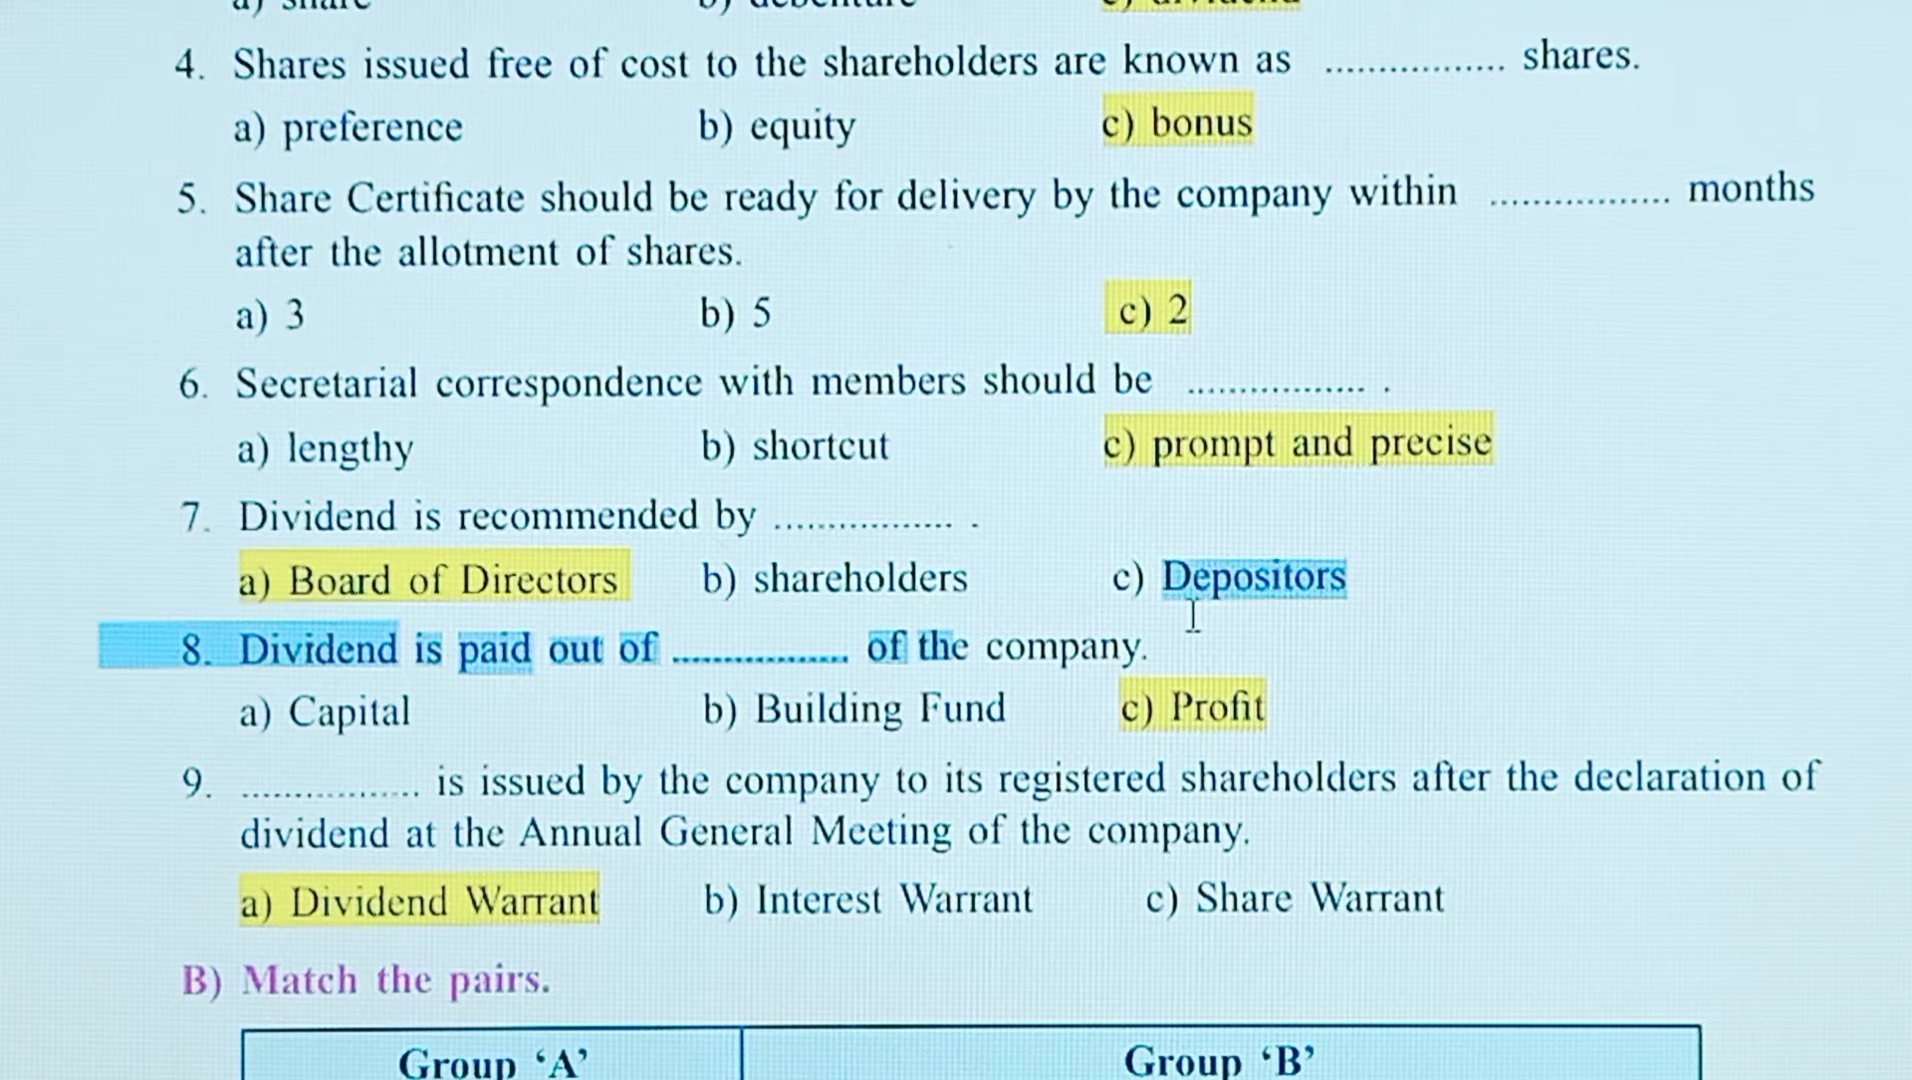 a) share b) debenture c) dividend
4. Shares issued free of cost to the shareholders are known as ................. shares.
a) preference b) equity c) bonus
5. Share Certificate should be ready for delivery by the company within ................. months
after the allotment of shares.
a) 3 b) 5 c) 2
6. Secretarial correspondence with members should be ................. .
a) lengthy b) shortcut c) prompt and precise
7. Dividend is recommended by ................. .
a) Board of Directors b) shareholders c) Depositors
8. Dividend is paid out of ................. of the company.
a) Capital b) Building Fund c) Profit
9. ................. is issued by the company to its registered shareholders after the declaration of
dividend at the Annual General Meeting of the company.
a) Dividend Warrant b) Interest Warrant c) Share Warrant
B) Match the pairs.
Group ‘A’ Group ‘B’